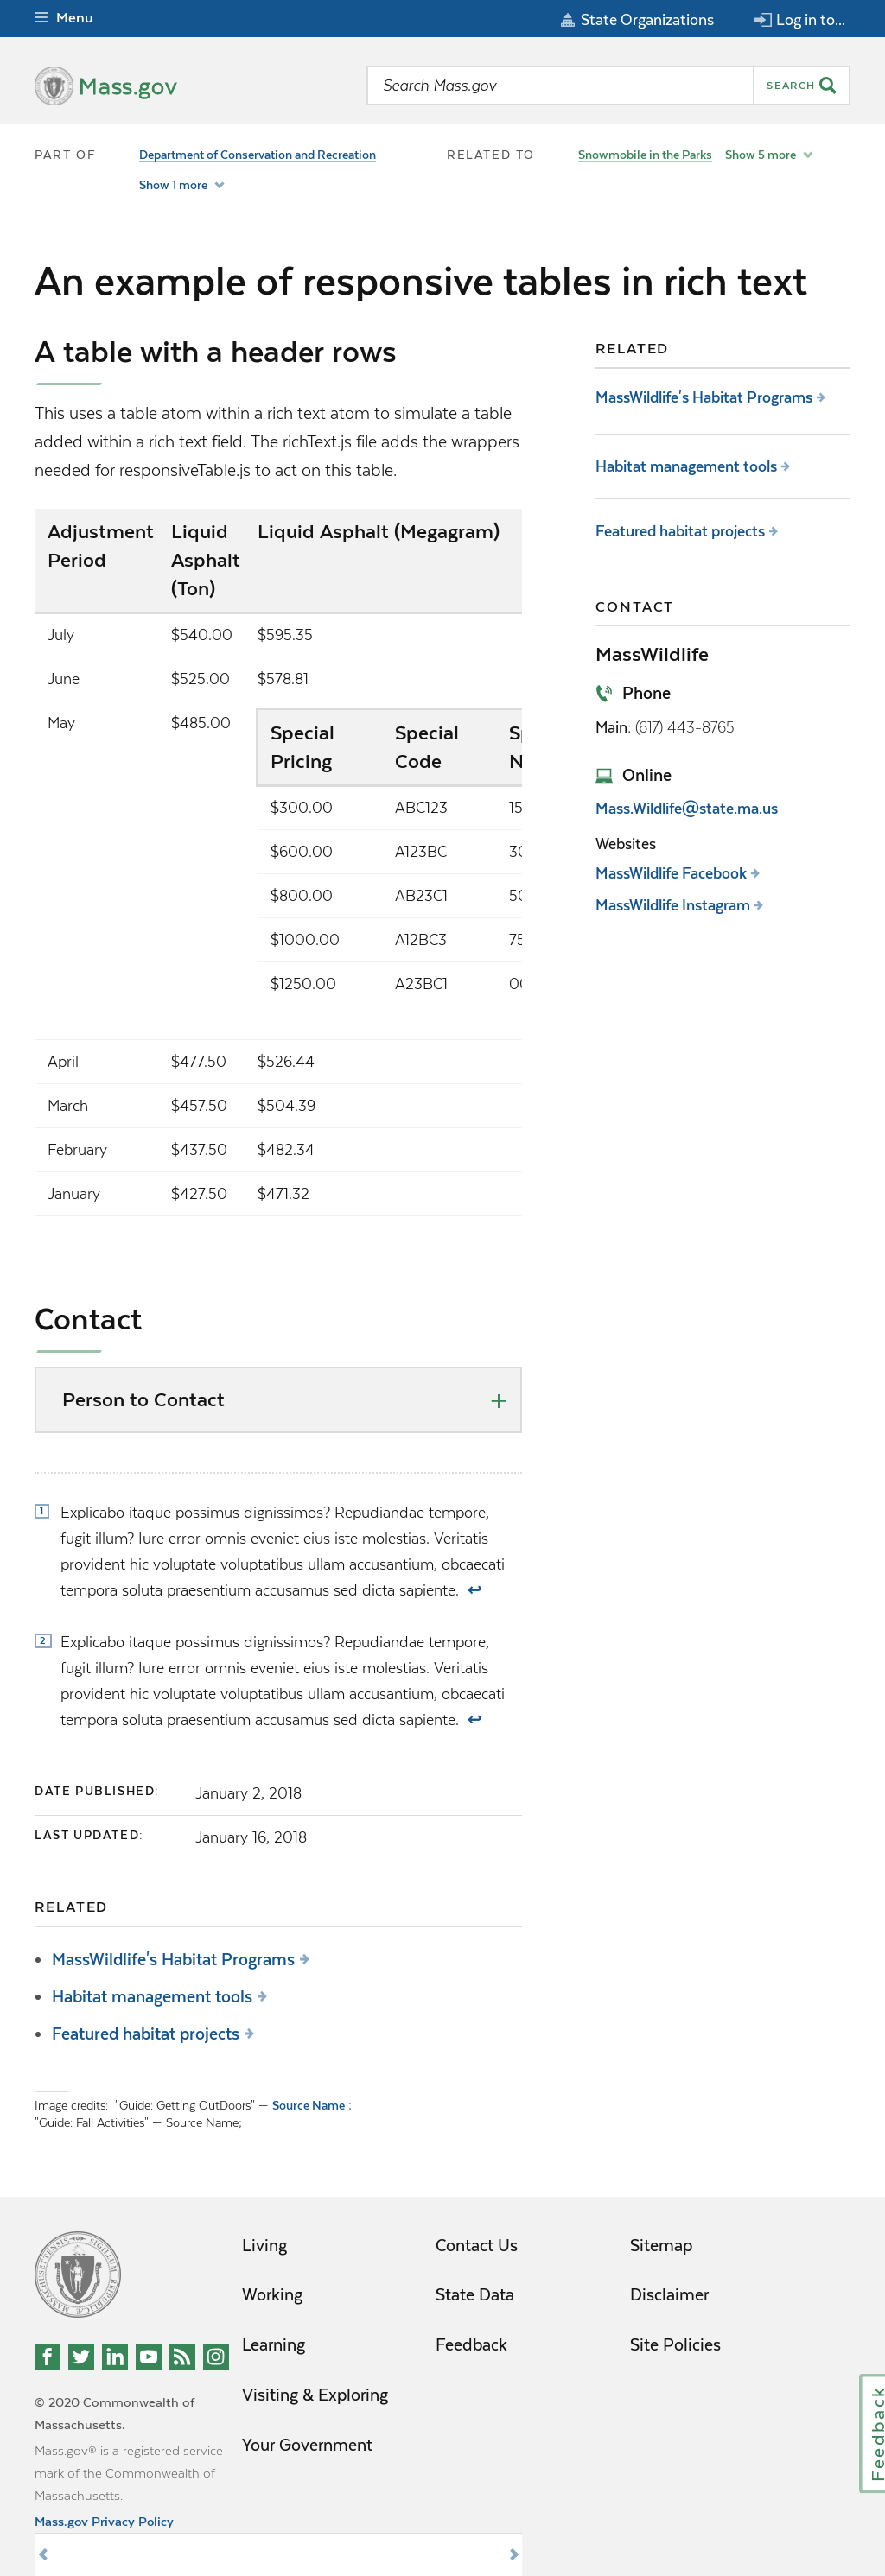 Menu
State Organizations
Log in to...
Mass.gov
Search Mass.gov
SEARCH
PART OF
Department of Conservation and Recreation
Show 1 more
RELATED TO
Snowmobile in the Parks
Show 5 more
An example of responsive tables in rich text
A table with a header rows
This uses a table atom within a rich text atom to simulate a table
added within a rich text field. The richText.js file adds the wrappers
needed for responsiveTable.js to act on this table.
Adjustment
Period
Liquid
Asphalt
(Ton)
Liquid Asphalt (Megagram)
July $540.00 $595.35
June $525.00 $578.81
May $485.00
Special
Pricing
Special
Code
$300.00 ABC123
$600.00 A123BC
$800.00 AB23C1
$1000.00 A12BC3
$1250.00 A23BC1
April $477.50 $526.44
March $457.50 $504.39
February $437.50 $482.34
January $427.50 $471.32
Contact
Person to Contact
1 Explicabo itaque possimus dignissimos? Repudiandae tempore,
fugit illum? Iure error omnis eveniet eius iste molestias. Veritatis
provident hic voluptate voluptatibus ullam accusantium, obcaecati
tempora soluta praesentium accusamus sed dicta sapiente. ↩
2 Explicabo itaque possimus dignissimos? Repudiandae tempore,
fugit illum? Iure error omnis eveniet eius iste molestias. Veritatis
provident hic voluptate voluptatibus ullam accusantium, obcaecati
tempora soluta praesentium accusamus sed dicta sapiente. ↩
DATE PUBLISHED: January 2, 2018
LAST UPDATED: January 16, 2018
RELATED
MassWildlife's Habitat Programs
Habitat management tools
Featured habitat projects
Image credits: "Guide: Getting OutDoors" — Source Name ;
"Guide: Fall Activities" — Source Name;
RELATED
MassWildlife's Habitat Programs
Habitat management tools
Featured habitat projects
CONTACT
MassWildlife
Phone
Main: (617) 443-8765
Online
Mass.Wildlife@state.ma.us
Websites
MassWildlife Facebook
MassWildlife Instagram
© 2020 Commonwealth of
Massachusetts.
Mass.gov® is a registered service
mark of the Commonwealth of
Massachusetts.
Mass.gov Privacy Policy
Living
Working
Learning
Visiting & Exploring
Your Government
Contact Us
State Data
Feedback
Sitemap
Disclaimer
Site Policies
Feedback